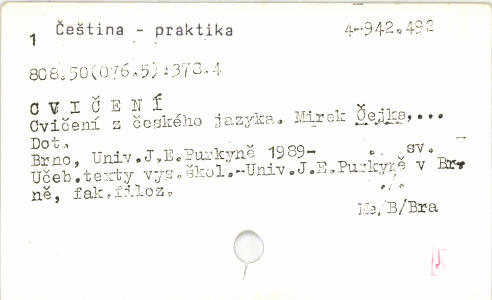 1 Čeština - praktika 4-942.492
808.50(076.5):378.4
CVIČENÍ
Cvičení z českého jazyka. Mirek Čejka,...
Dot.
Brno, Univ.J.E.Purkyně 1989- . sv.
Učeb.texty vys.škol.-Univ.J.E.Purkyně v Br-
ně, fak.filoz. ./.
Me/B/Bra